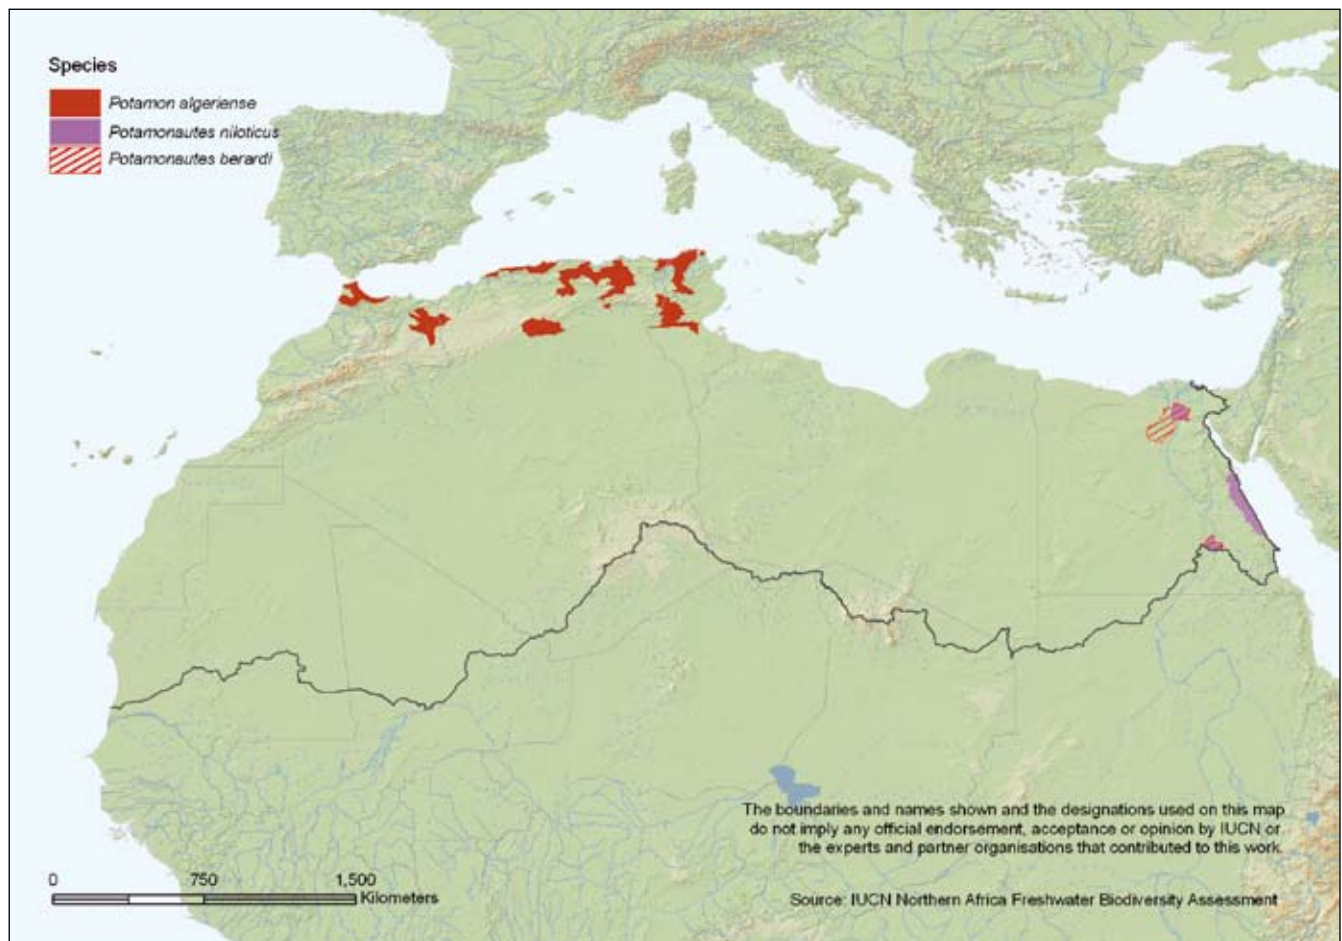 Species
Potamon algeriense
Potamonautes niloticus
Potamonautes berardi
The boundaries and names shown and the designations used on this map
do not imply any official endorsement, acceptance or opinion by IUCN or
the experts and partner organisations that contributed to this work.
0 750 1,500
Kilometers
Source: IUCN Northern Africa Freshwater Biodiversity Assessment